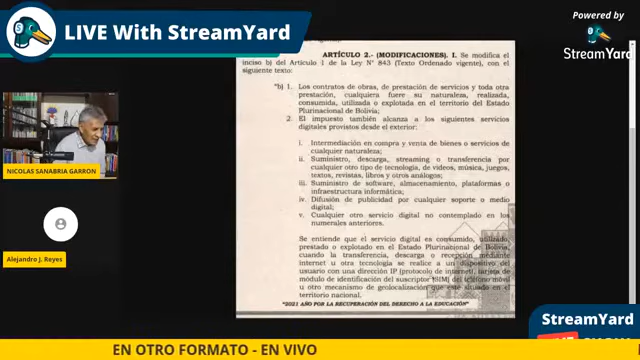 LIVE With StreamYard
Powered by
StreamYard
ARTÍCULO 2.- (MODIFICACIONES). I. Se modifica el
inciso b) del Artículo 1 de la Ley N° 843 (Texto Ordenado vigente), con el
siguiente texto:
"b) 1. Los contratos de obras, de prestación de servicios y toda otra
prestación, cualquiera fuere su naturaleza, realizada,
consumida, utilizada o explotada en el territorio del Estado
Plurinacional de Bolivia;
2. El impuesto también alcanza a los siguientes servicios
digitales provistos desde el exterior:
i. Intermediación en compra y venta de bienes o servicios de
cualquier naturaleza;
ii. Suministro, descarga, streaming o transferencia por
cualquier otro tipo de tecnología, de videos, música, juegos,
textos, revistas, libros y otros análogos;
iii. Suministro de software, almacenamiento, plataformas o
infraestructura informática;
iv. Difusión de publicidad por cualquier soporte o medio
digital;
v. Cualquier otro servicio digital no contemplado en los
numerales anteriores.
Se entiende que el servicio digital es consumido, utilizado,
prestado o explotado en el Estado Plurinacional de Bolivia,
cuando la transferencia, descarga o recepción mediante
internet u otra tecnología se realice a un dispositivo del
usuario con una dirección IP (protocolo de internet), tarjeta de
módulo de identificación del suscriptor (SIM) del teléfono móvil
u otro mecanismo de geolocalización que esté situado en el
territorio nacional.
"2021 AÑO POR LA RECUPERACIÓN DEL DERECHO A LA EDUCACIÓN"
NICOLAS SANABRIA GARRON
Alejandro J. Reyes
StreamYard
EN OTRO FORMATO - EN VIVO